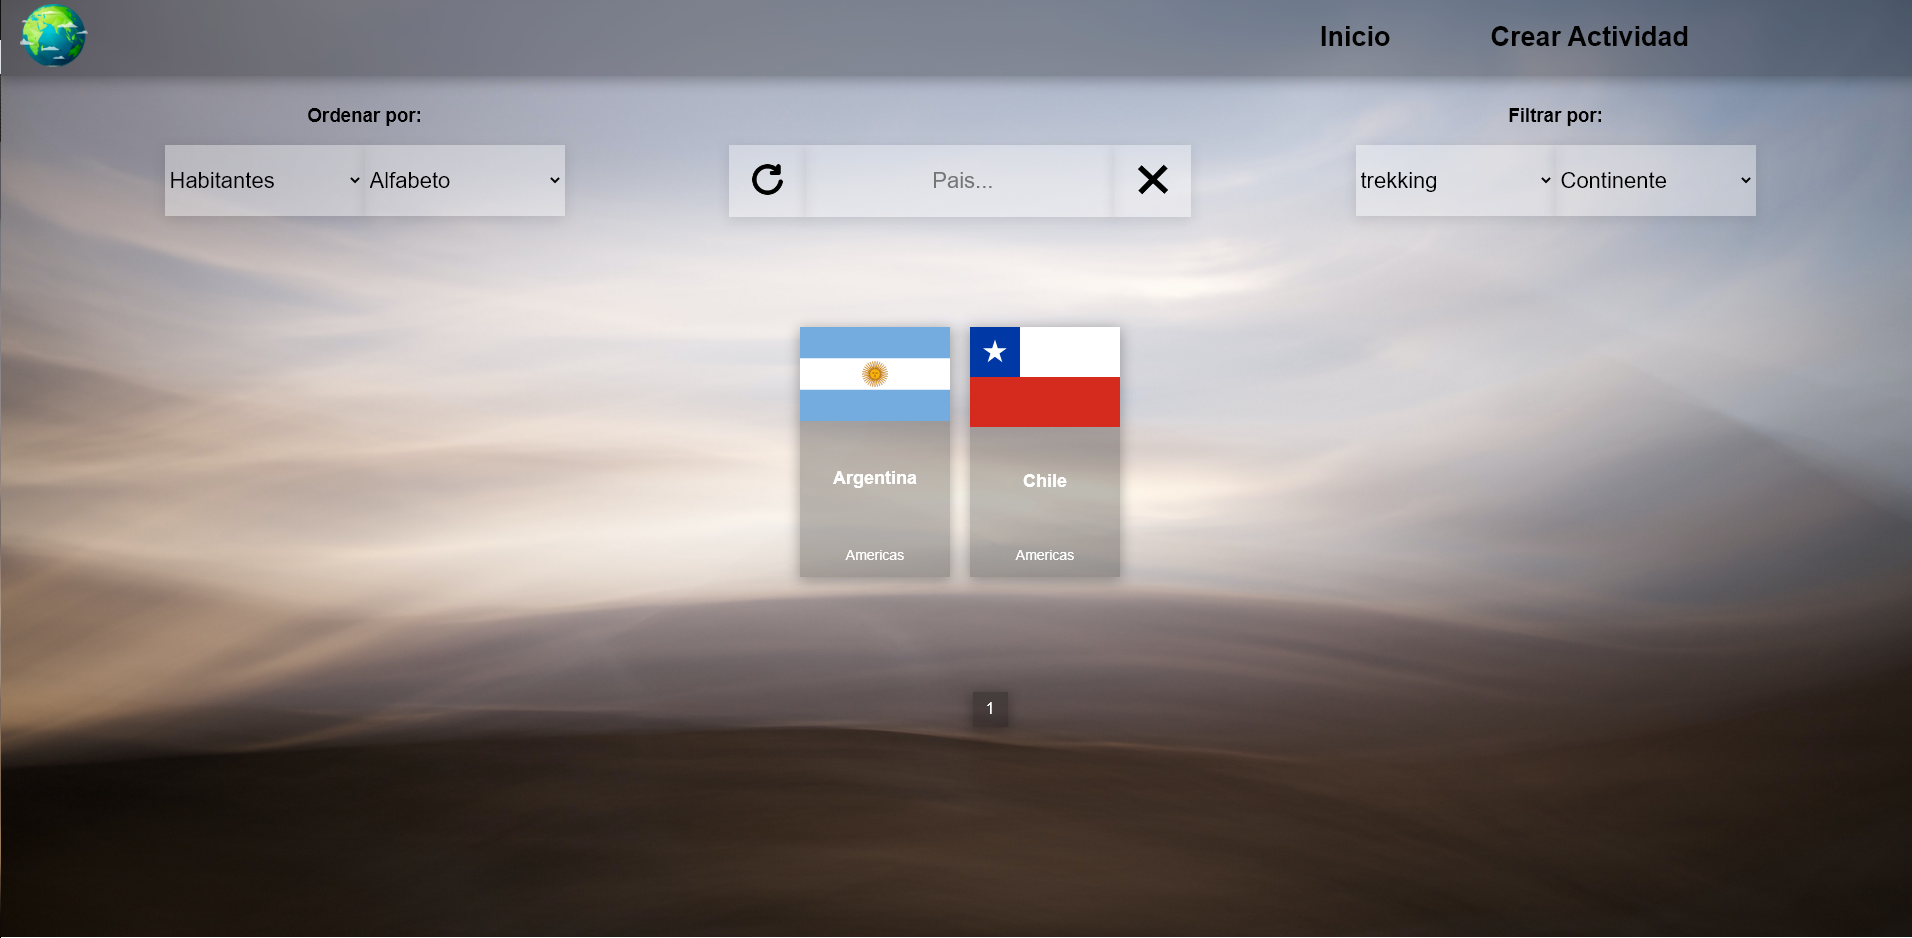 Inicio
Crear Actividad
Ordenar por:
Filtrar por:
Habitantes
Alfabeto
Pais...
trekking
Continente
Argentina
Chile
Americas
Americas
1